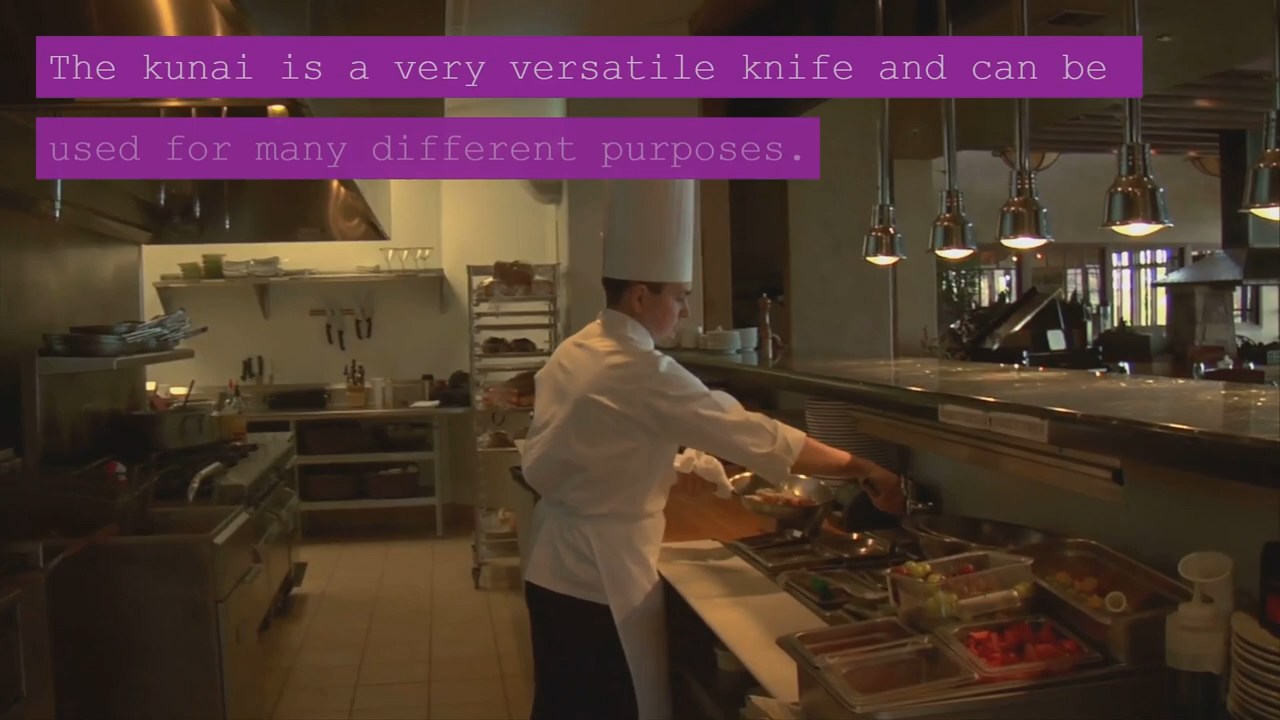 The kunai is a very versatile knife and can be
used for many different purposes.